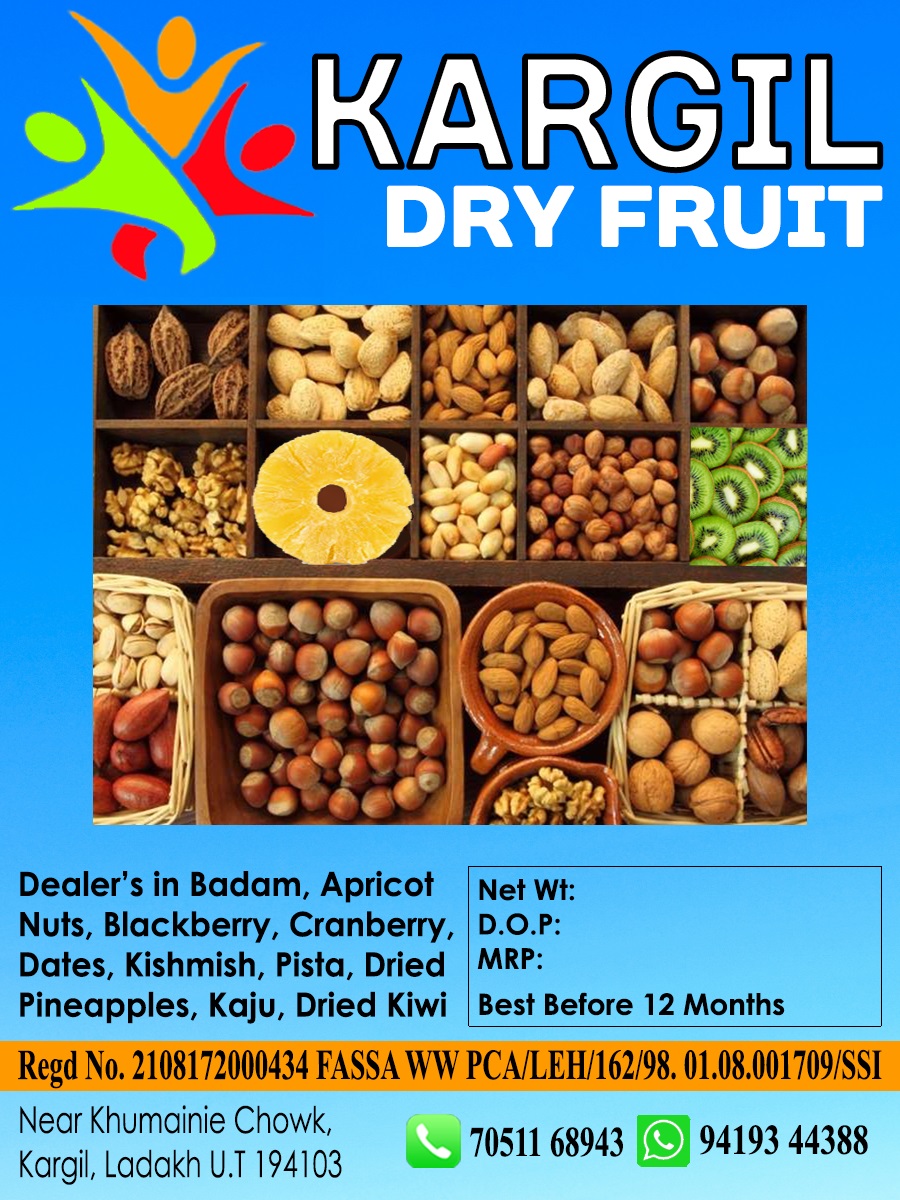 KARGIL
DRY FRUIT
Dealer's in Badam, Apricot
Nuts, Blackberry, Cranberry,
Dates, Kishmish, Pista, Dried
Pineapples, Kaju, Dried Kiwi
Net Wt:
D.O.P:
MRP:
Best Before 12 Months
Regd No. 2108172000434 FASSA WW PCA/LEH/162/98. 01.08.001709/SSI
Near Khumainie Chowk,
Kargil, Ladakh U.T 194103
70511 68943
94193 44388